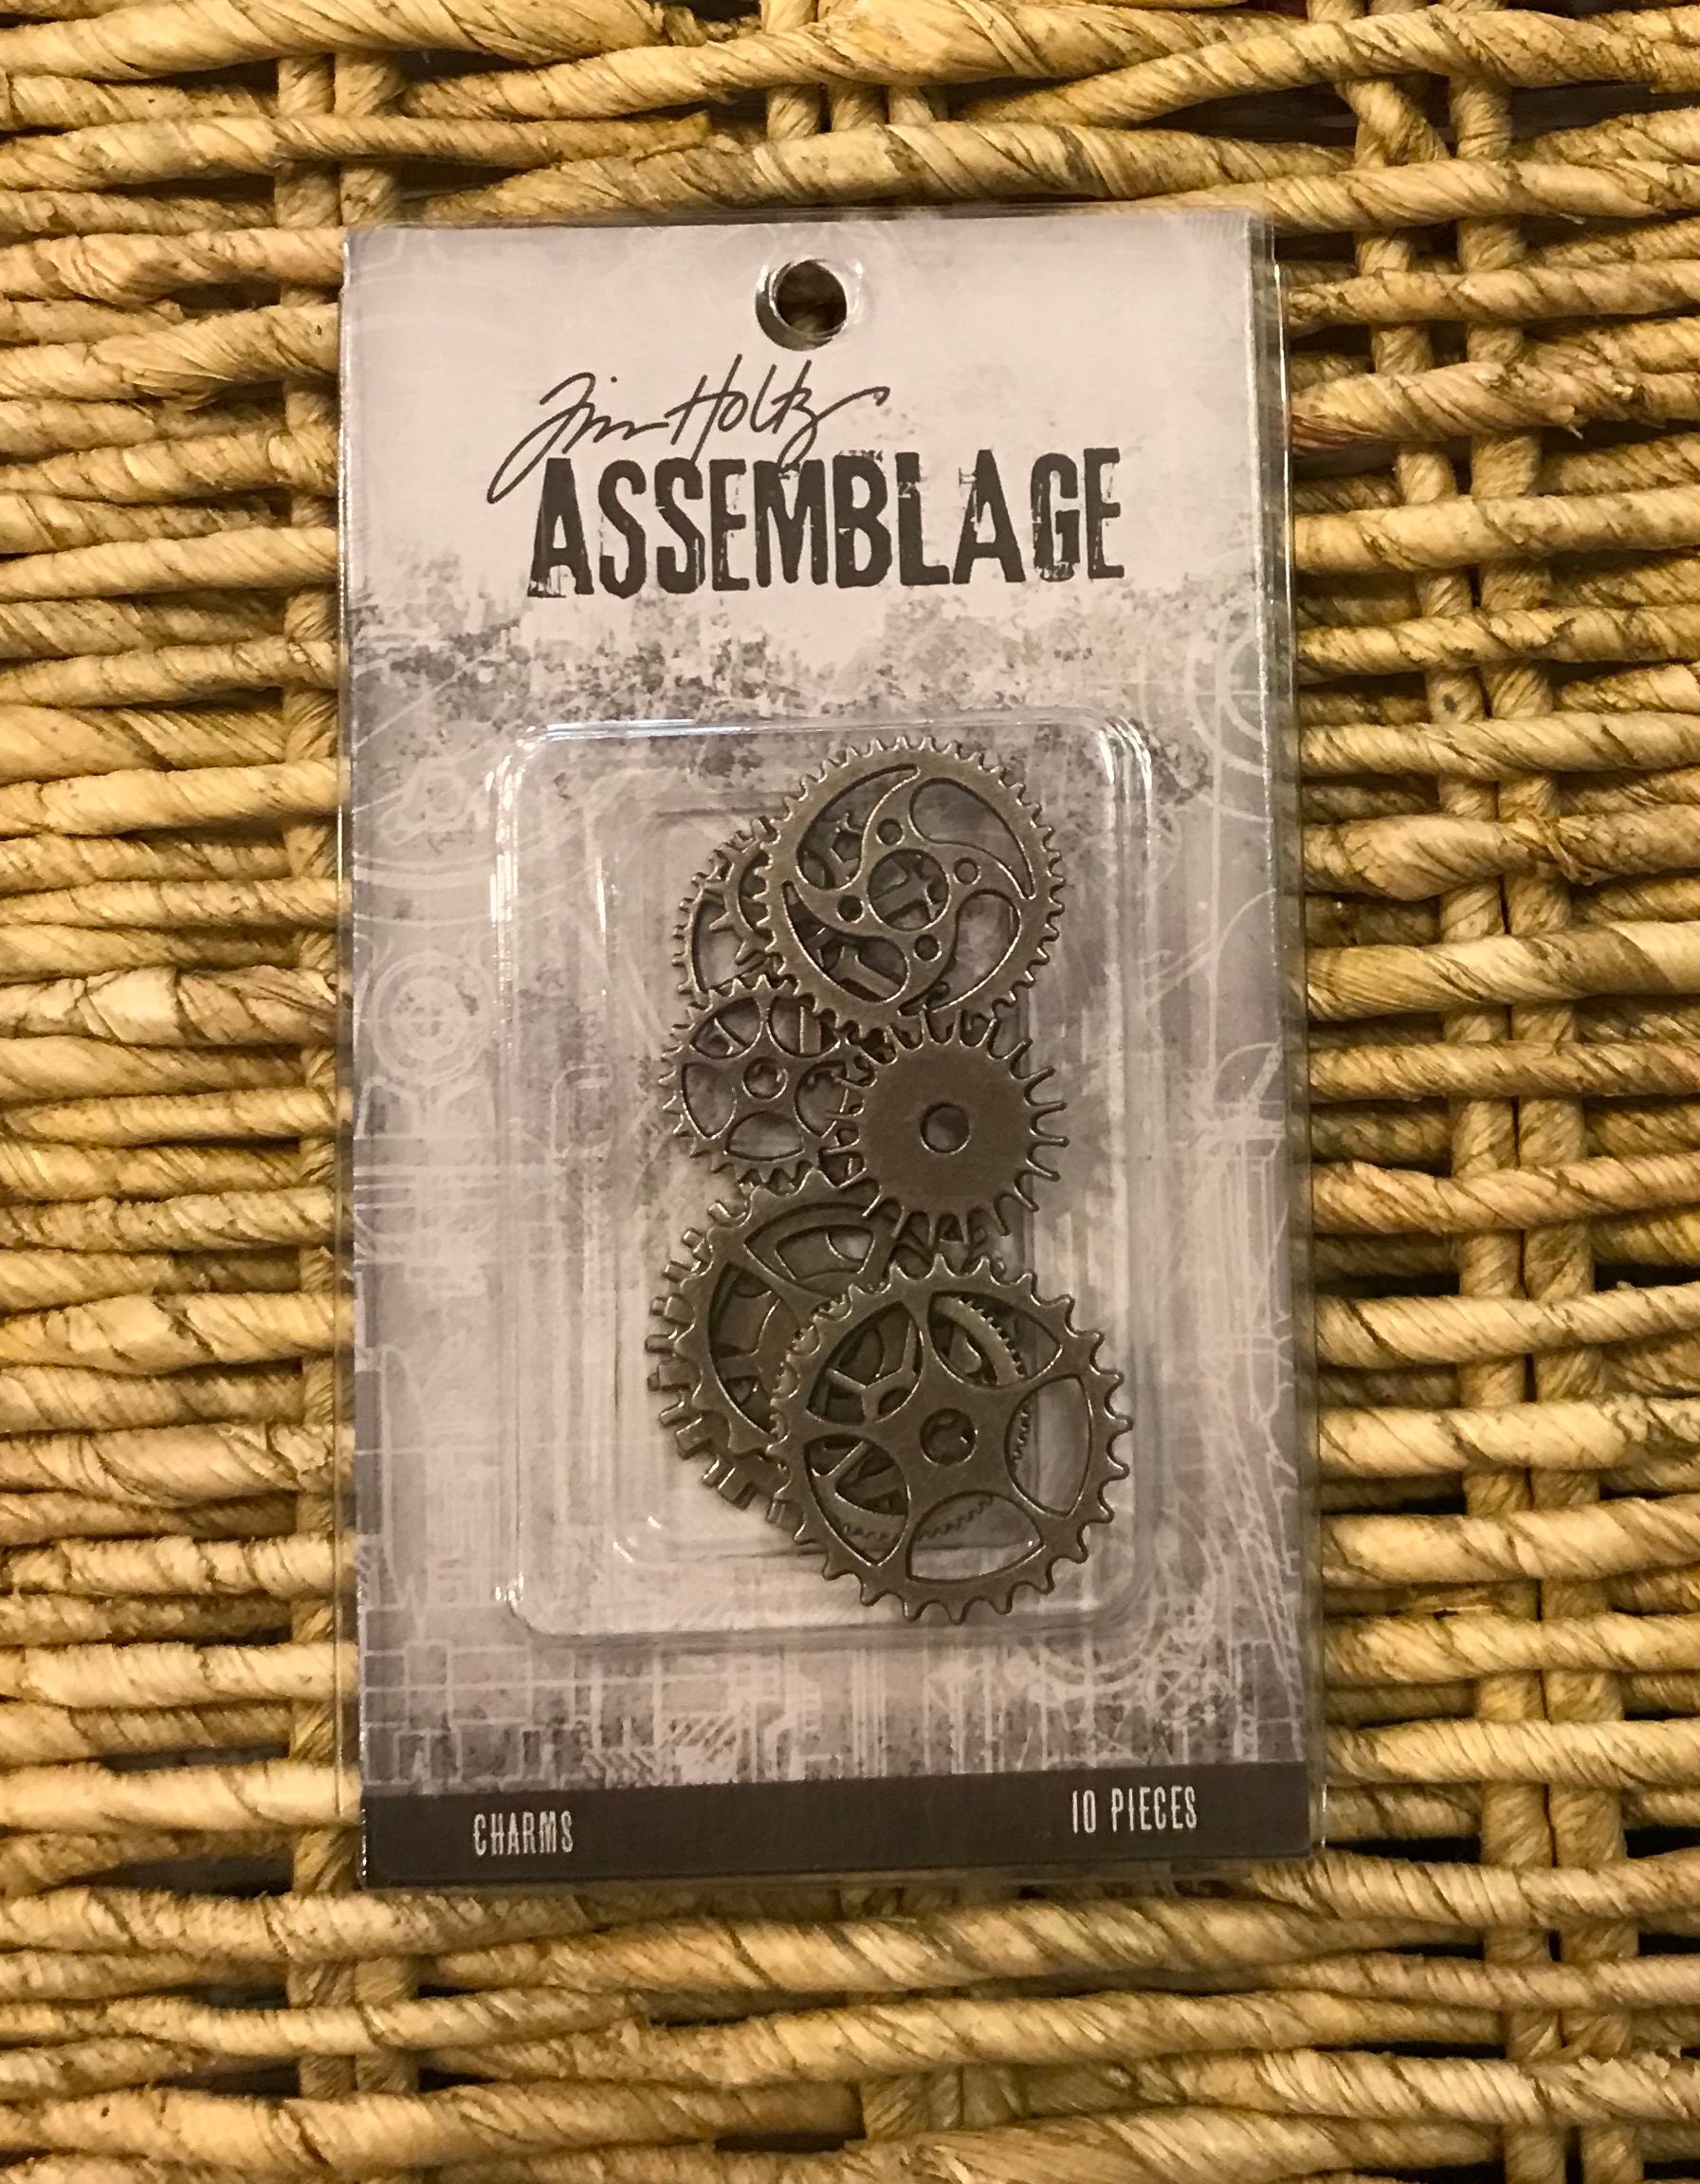 Tim Holtz
ASSEMBLAGE
CHARMS
10 PIECES